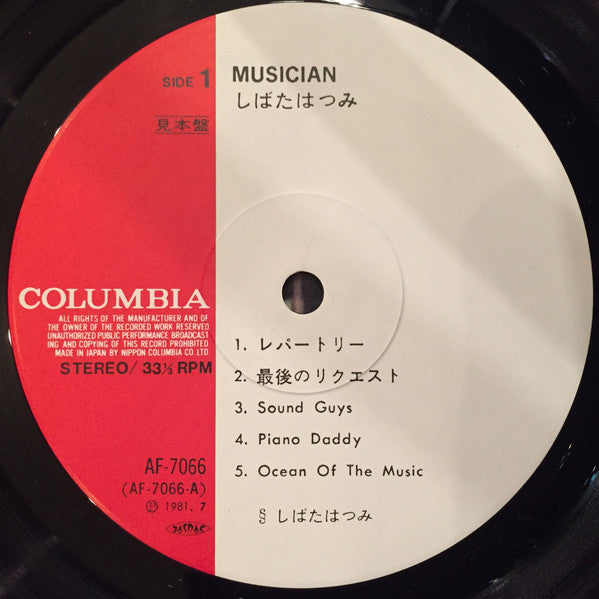 SIDE 1
MUSICIAN
しばたはつみ
見本盤
COLUMBIA
ALL RIGHTS OF THE MANUFACTURER AND OF
THE OWNER OF THE RECORDED WORK RESERVED.
UNAUTHORIZED PUBLIC PERFORMANCE BROADCAST
ING AND COPYING OF THIS RECORD PROHIBITED
MADE IN JAPAN BY NIPPON COLUMBIA CO. LTD.
STEREO/ 33⅓ RPM
1. レパートリー
2. 最後のリクエスト
3. Sound Guys
4. Piano Daddy
5. Ocean Of The Music
§ しばたはつみ
AF-7066
(AF-7066-A)
Ⓟ 1981. 7
JASRAC